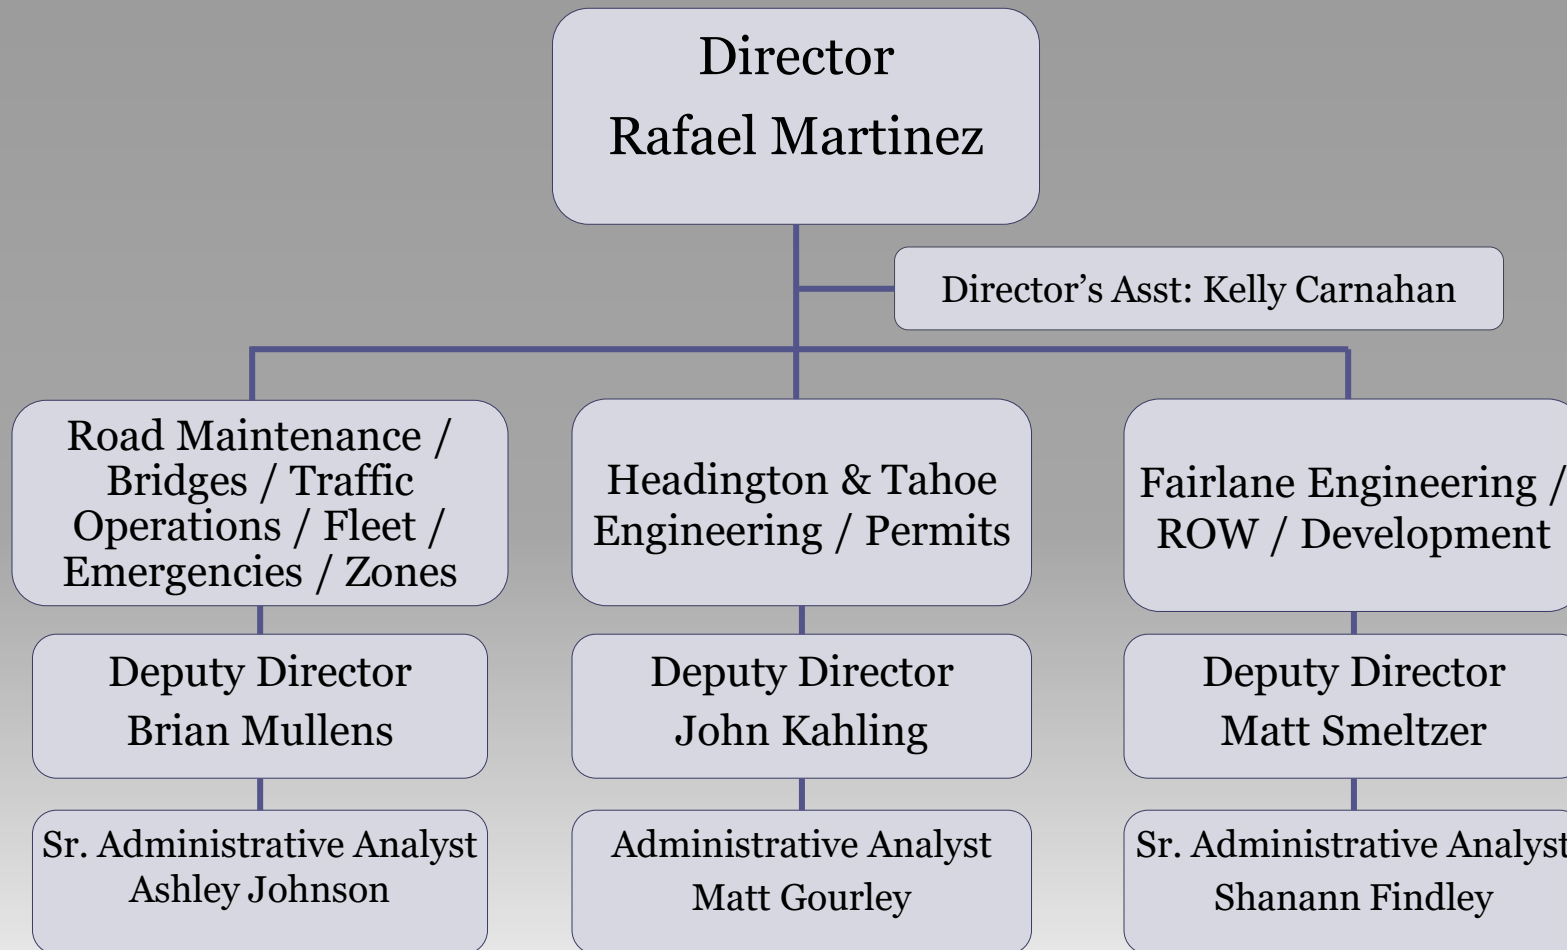 Director
Rafael Martinez
Director’s Asst: Kelly Carnahan
Road Maintenance /
Bridges / Traffic
Operations / Fleet /
Emergencies / Zones
Headington & Tahoe
Engineering / Permits
Fairlane Engineering /
ROW / Development
Deputy Director
Brian Mullens
Deputy Director
John Kahling
Deputy Director
Matt Smeltzer
Sr. Administrative Analyst
Ashley Johnson
Administrative Analyst
Matt Gourley
Sr. Administrative Analyst
Shanann Findley